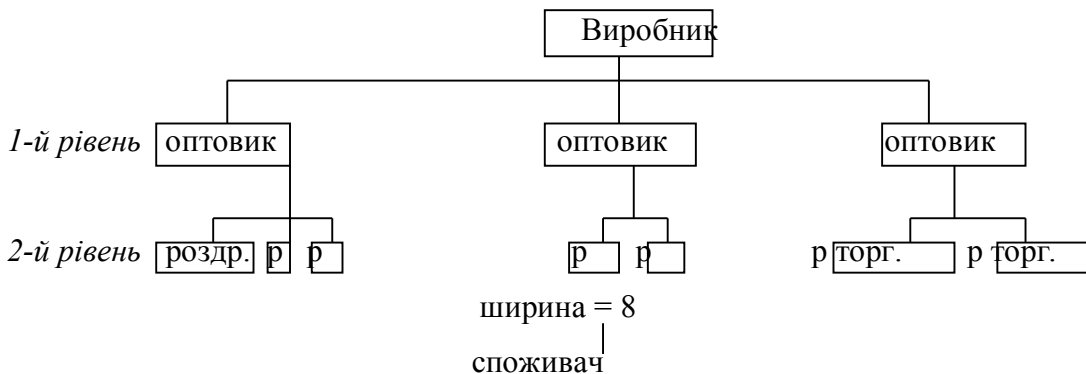 Виробник
1-й рівень оптовик оптовик оптовик
2-й рівень роздр. р р р р р торг. р торг.
ширина = 8
споживач